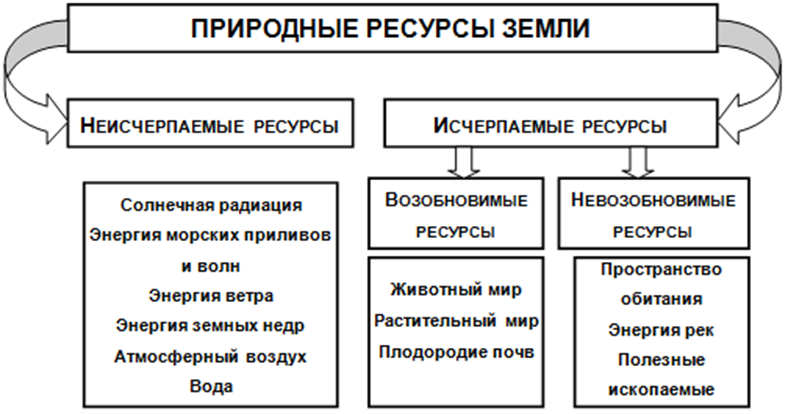 ПРИРОДНЫЕ РЕСУРСЫ ЗЕМЛИ
НЕИСЧЕРПАЕМЫЕ РЕСУРСЫ
ИСЧЕРПАЕМЫЕ РЕСУРСЫ
Солнечная радиация
Энергия морских приливов
и волн
Энергия ветра
Энергия земных недр
Атмосферный воздух
Вода
ВОЗОБНОВИМЫЕ
РЕСУРСЫ
Животный мир
Растительный мир
Плодородие почв
НЕВОЗОБНОВИМЫЕ
РЕСУРСЫ
Пространство
обитания
Энергия рек
Полезные
ископаемые